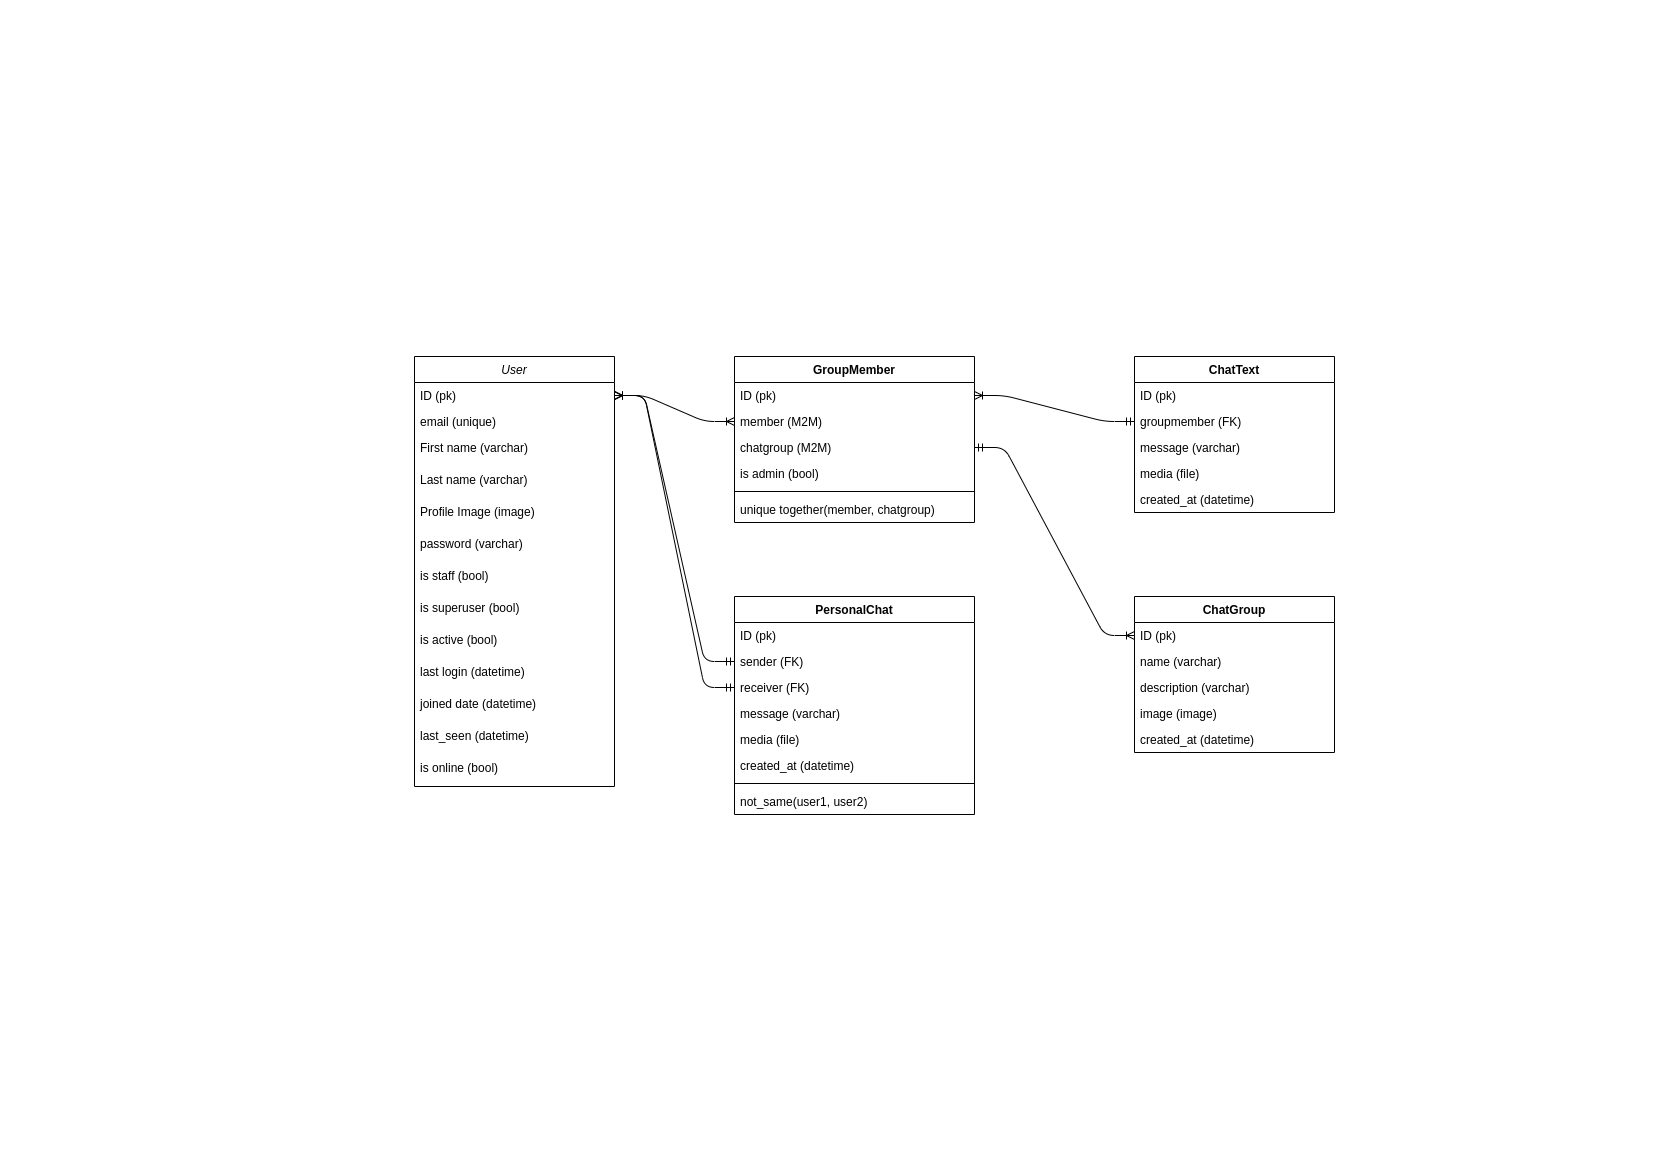 User
ID (pk)
email (unique)
First name (varchar)
Last name (varchar)
Profile Image (image)
password (varchar)
is staff (bool)
is superuser (bool)
is active (bool)
last login (datetime)
joined date (datetime)
last_seen (datetime)
is online (bool)
GroupMember
ID (pk)
member (M2M)
chatgroup (M2M)
is admin (bool)
unique together(member, chatgroup)
PersonalChat
ID (pk)
sender (FK)
receiver (FK)
message (varchar)
media (file)
created_at (datetime)
not_same(user1, user2)
ChatText
ID (pk)
groupmember (FK)
message (varchar)
media (file)
created_at (datetime)
ChatGroup
ID (pk)
name (varchar)
description (varchar)
image (image)
created_at (datetime)